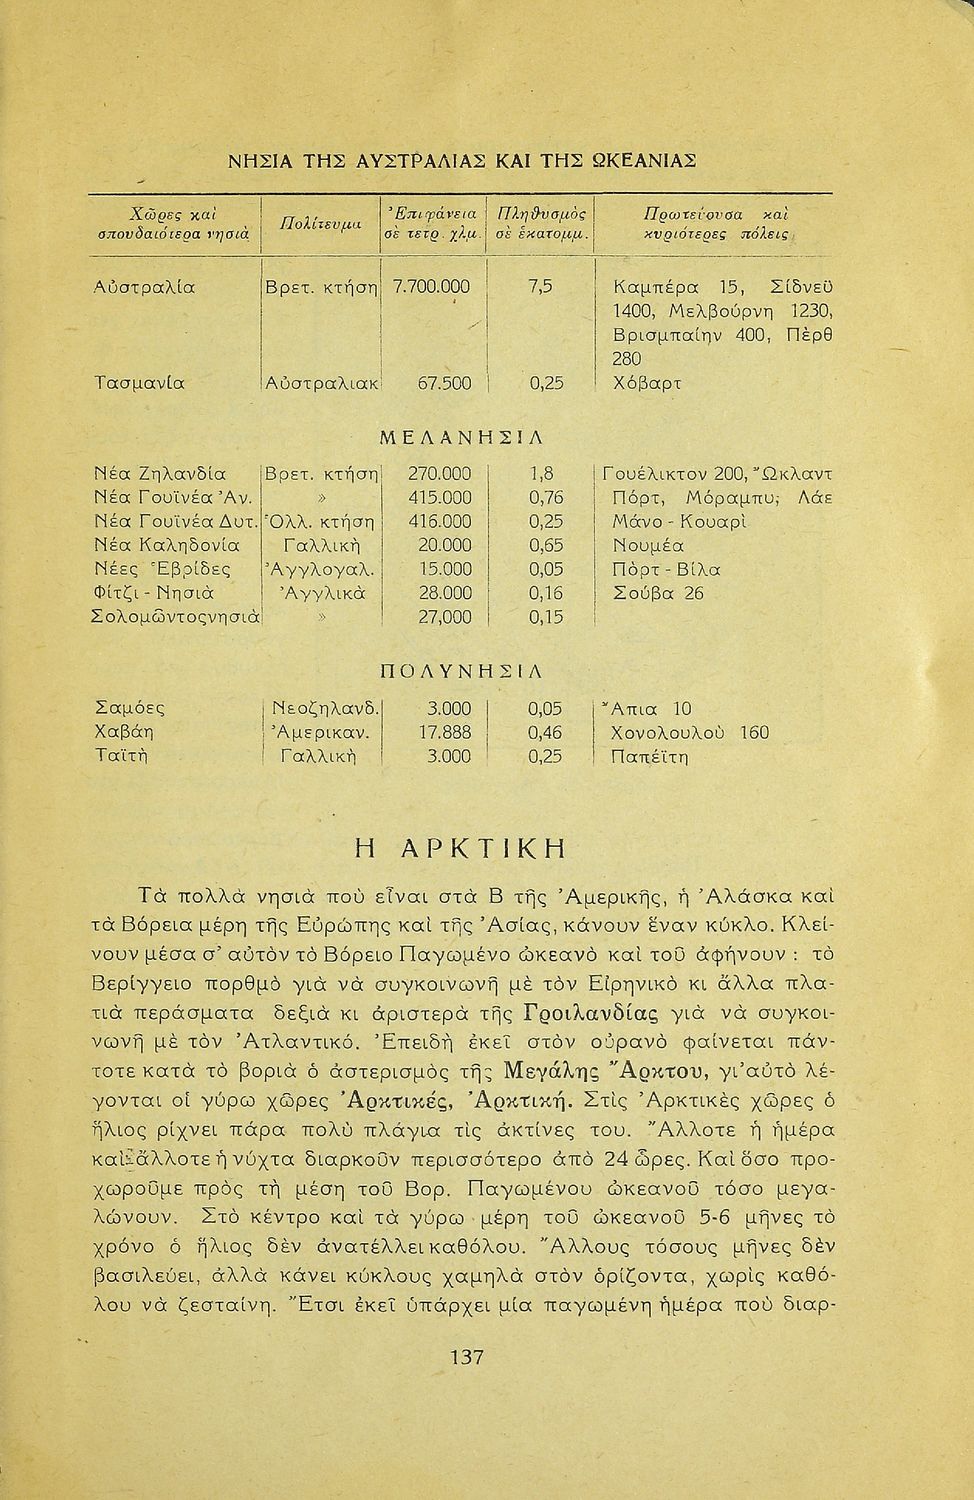 ΝΗΣΙΑ ΤΗΣ ΑΥΣΤΡΑΛΙΑΣ ΚΑΙ ΤΗΣ ΩΚΕΑΝΙΑΣ
Χῶρες καὶ σπουδαιότερα νησιὰ | Πολίτευμα | Ἐπιφάνεια σὲ τετρ. χλμ. | Πληθυσμὸς σὲ ἑκατομμ. | Πρωτεύουσα καὶ κυριότερες πόλεις
Αὐστραλία | Βρετ. κτήση | 7.700.000 | 7,5 | Καμπέρα 15, Σίδνεϋ
1400, Μελβούρνη 1230,
Βρισμπαίην 400, Πὲρθ
280
Τασμανία | Αὐστραλιακ | 67.500 | 0,25 | Χόβαρτ
ΜΕΛΑΝΗΣΙΑ
Νέα Ζηλανδία | Βρετ. κτήση | 270.000 | 1,8 | Γουέλικτον 200, Ὤκλαντ
Νέα Γουϊνέα Ἀν. | » | 415.000 | 0,76 | Πόρτ, Μόραμπυ; Λάε
Νέα Γουϊνέα Δυτ. | Ὁλλ. κτήση | 416.000 | 0,25 | Μάνο - Κουαρὶ
Νέα Καληδονία | Γαλλικὴ | 20.000 | 0,65 | Νουμέα
Νέες Ἑβρίδες | Ἀγγλογαλ. | 15.000 | 0,05 | Πὸρτ - Βίλα
Φίτζι - Νησιὰ | Ἀγγλικὰ | 28.000 | 0,16 | Σούβα 26
Σολομῶντοςνησιὰ | » | 27,000 | 0,15
ΠΟΛΥΝΗΣΙΑ
Σαμόες | Νεοζηλανδ. | 3.000 | 0,05 | Ἄπια 10
Χαβάη | Ἀμερικαν. | 17.888 | 0,46 | Χονολουλοὺ 160
Ταϊτὴ | Γαλλικὴ | 3.000 | 0,25 | Παπέϊτη
Η ΑΡΚΤΙΚΗ
Τὰ πολλὰ νησιὰ ποὺ εἶναι στὰ Β τῆς Ἀμερικῆς, ἡ Ἀλάσκα καὶ
τὰ Βόρεια μέρη τῆς Εὐρώπης καὶ τῆς Ἀσίας, κάνουν ἕναν κύκλο. Κλεί-
νουν μέσα σ' αὐτὸν τὸ Βόρειο Παγωμένο ὠκεανὸ καὶ τοῦ ἀφήνουν : τὸ
Βερίγγειο πορθμὸ γιὰ νὰ συγκοινωνῆ μὲ τὸν Εἰρηνικὸ κι ἄλλα πλα-
τιὰ περάσματα δεξιὰ κι ἀριστερὰ τῆς Γροιλανδίας γιὰ νὰ συγκοι-
νωνῆ μὲ τὸν Ἀτλαντικό. Ἐπειδὴ ἐκεῖ στὸν οὐρανὸ φαίνεται πάν-
τοτε κατὰ τὸ βοριὰ ὁ ἀστερισμὸς τῆς Μεγάλης Ἄρκτου, γι' αὐτὸ λέ-
γονται οἱ γύρω χῶρες Ἀρκτικές, Ἀρκτική. Στὶς Ἀρκτικὲς χῶρες ὁ
ἥλιος ρίχνει πάρα πολὺ πλάγια τὶς ἀκτίνες του. Ἄλλοτε ἡ ἡμέρα
καὶ ἄλλοτε ἡ νύχτα διαρκοῦν περισσότερο ἀπὸ 24 ὧρες. Καὶ ὅσο προ-
χωροῦμε πρὸς τὴ μέση τοῦ Βορ. Παγωμένου ὠκεανοῦ τόσο μεγα-
λώνουν. Στὸ κέντρο καὶ τὰ γύρω μέρη τοῦ ὠκεανοῦ 5-6 μῆνες τὸ
χρόνο ὁ ἥλιος δὲν ἀνατέλλει καθόλου. Ἄλλους τόσους μῆνες δὲν
βασιλεύει, ἀλλὰ κάνει κύκλους χαμηλὰ στὸν ὁρίζοντα, χωρὶς καθό-
λου νὰ ζεσταίνη. Ἔτσι ἐκεῖ ὑπάρχει μία παγωμένη ἡμέρα ποὺ διαρ-
137